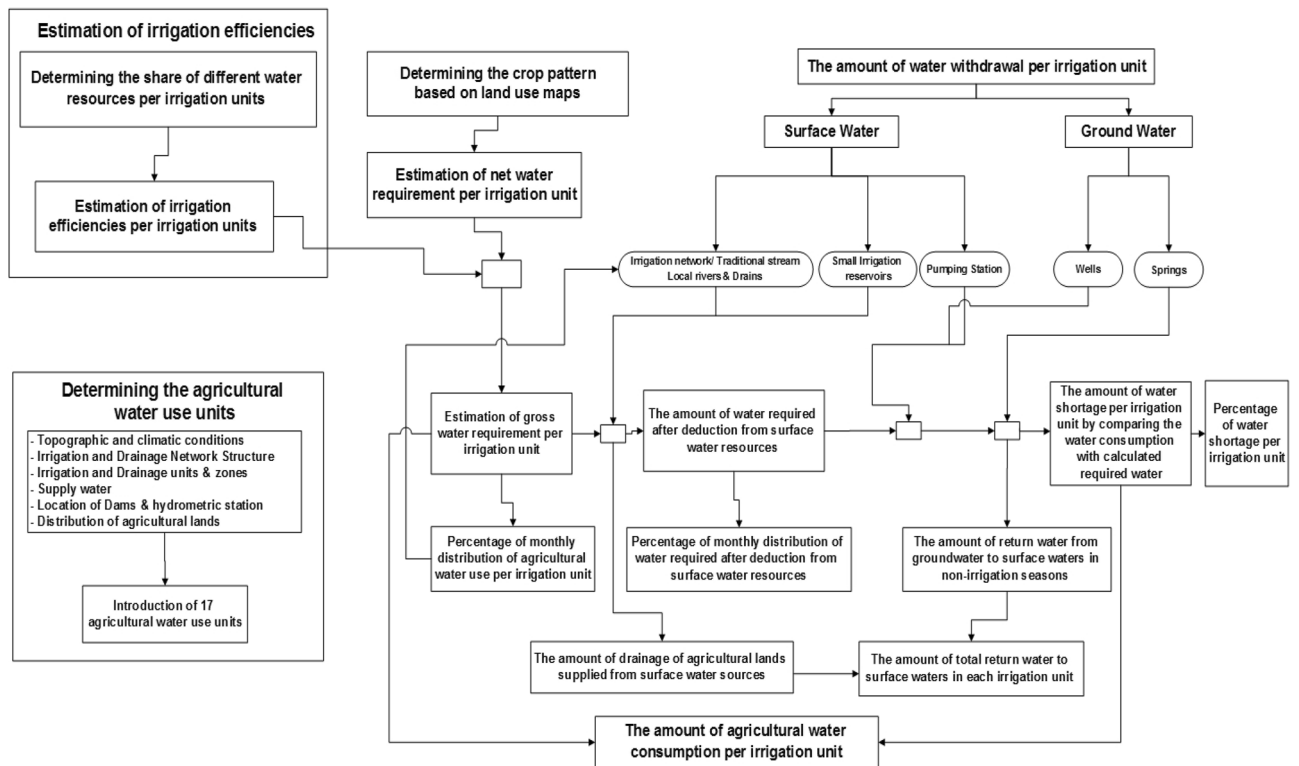 Estimation of irrigation efficiencies
Determining the share of different water
resources per irrigation units
Estimation of irrigation
efficiencies per irrigation units
Determining the crop pattern
based on land use maps
Estimation of net water
requirement per irrigation unit
The amount of water withdrawal per irrigation unit
Surface Water
Ground Water
Irrigation network/ Traditional stream
Local rivers & Drains
Small Irrigation
reservoirs
Pumping Station
Wells
Springs
Determining the agricultural
water use units
- Topographic and climatic conditions
- Irrigation and Drainage Network Structure
- Irrigation and Drainage units & zones
- Supply water
- Location of Dams & hydrometric station
- Distribution of agricultural lands
Introduction of 17
agricultural water use units
Estimation of gross
water requirement per
irrigation unit
The amount of water required
after deduction from surface
water resources
The amount of water
shortage per irrigation
unit by comparing the
water consumption
with calculated
required water
Percentage
of water
shortage per
irrigation unit
Percentage of monthly
distribution of agricultural
water use per irrigation unit
Percentage of monthly distribution of
water required after deduction from
surface water resources
The amount of return water from
groundwater to surface waters in
non-irrigation seasons
The amount of drainage of agricultural lands
supplied from surface water sources
The amount of total return water to
surface waters in each irrigation unit
The amount of agricultural water
consumption per irrigation unit